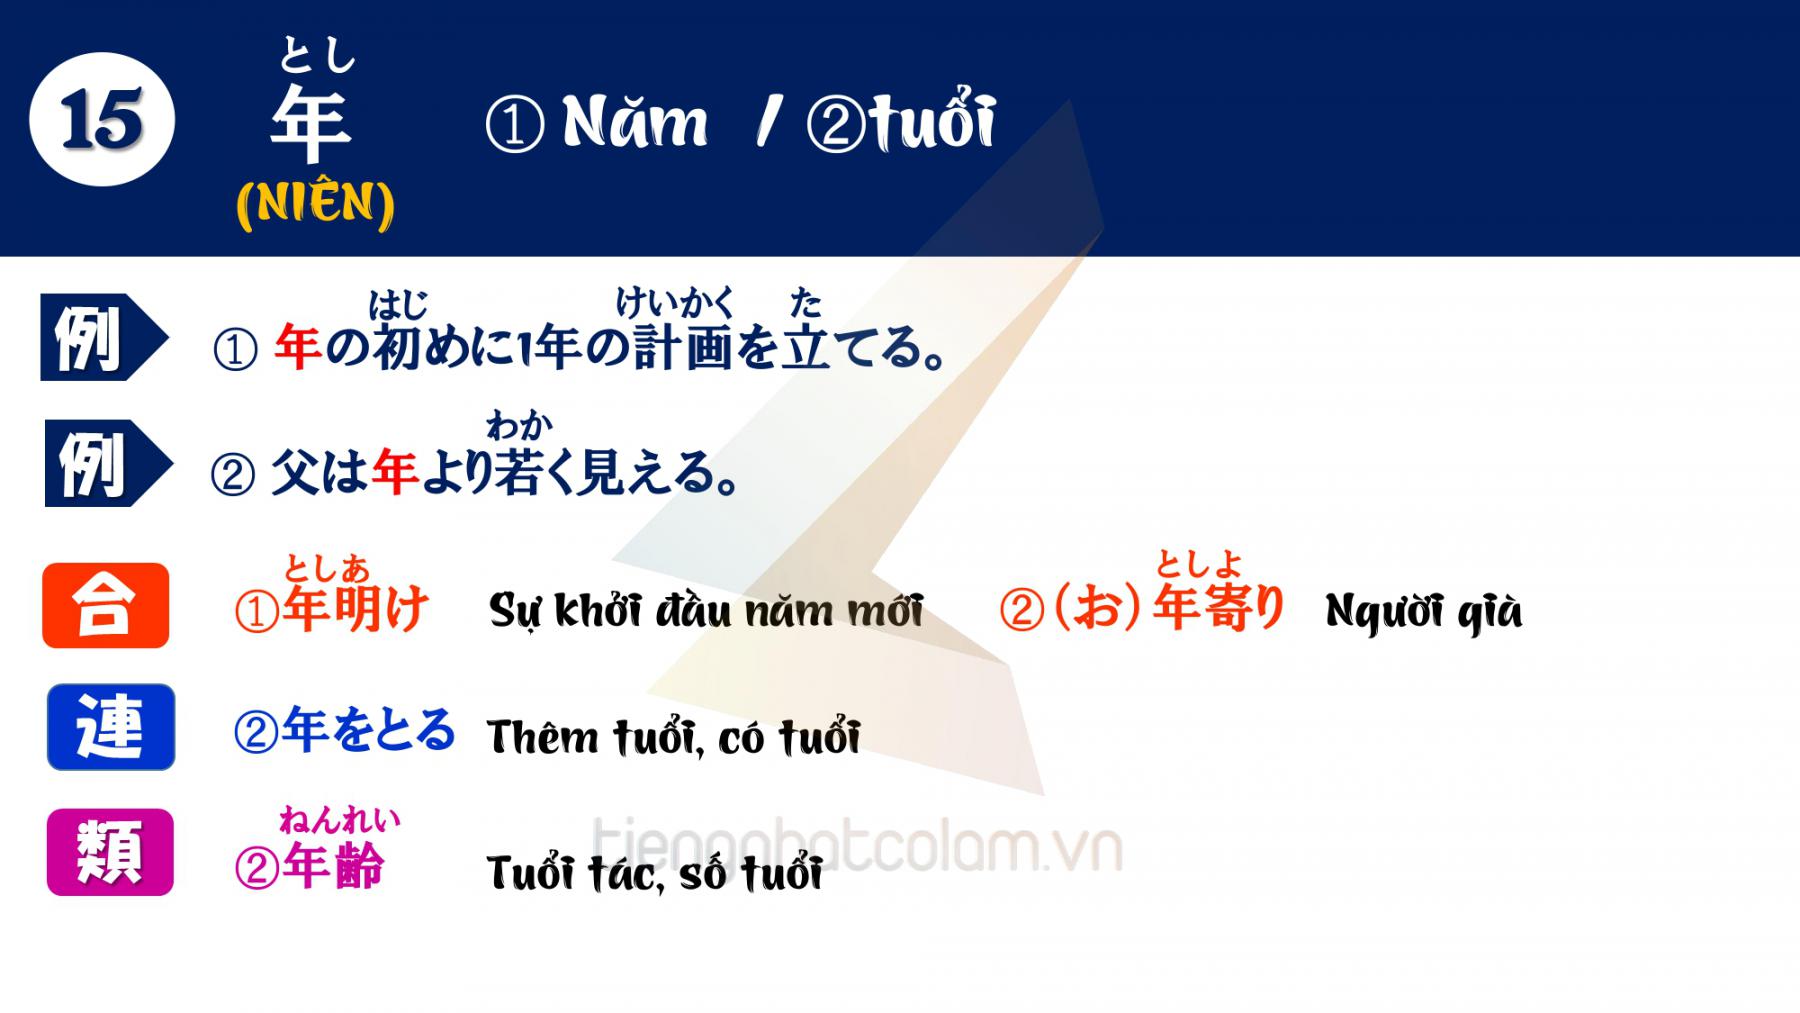 とし
15 年 ① Năm / ②tuổi
(NIÊN)
はじ けいかく た
例 ① 年の初めに1年の計画を立てる。
わか
例 ② 父は年より若く見える。
としあ としよ
合 ①年明け Sự khởi đầu năm mới ②(お)年寄り Người già
連 ②年をとる Thêm tuổi, có tuổi
ねんれい
類 ②年齢 Tuổi tác, số tuổi
tiengnhatcolam.vn